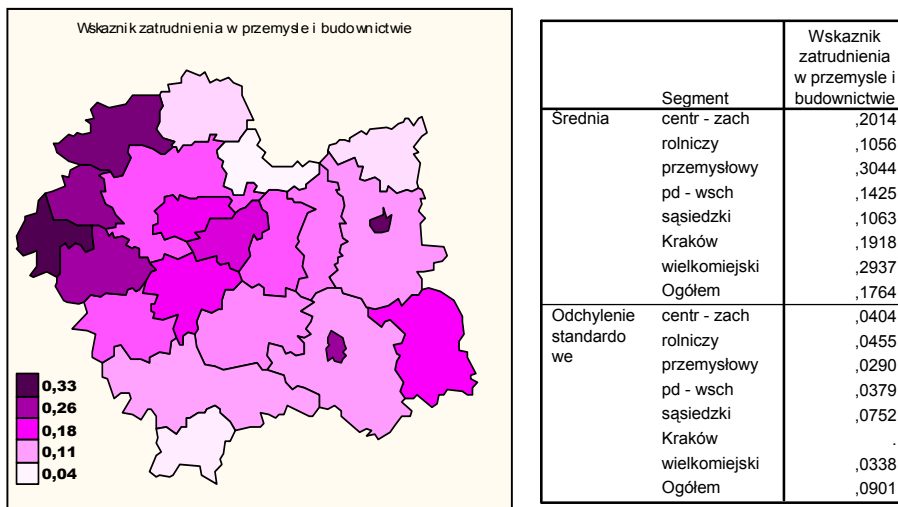 Wskaznik zatrudnienia w przemysle i budownictwie
0,33
0,26
0,18
0,11
0,04
Segment Wskaznik zatrudnienia w przemysle i budownictwie
Średnia centr - zach ,2014
rolniczy ,1056
przemysłowy ,3044
pd - wsch ,1425
sąsiedzki ,1063
Kraków ,1918
wielkomiejski ,2937
Ogółem ,1764
Odchylenie standardo we centr - zach ,0404
rolniczy ,0455
przemysłowy ,0290
pd - wsch ,0379
sąsiedzki ,0752
Kraków .
wielkomiejski ,0338
Ogółem ,0901